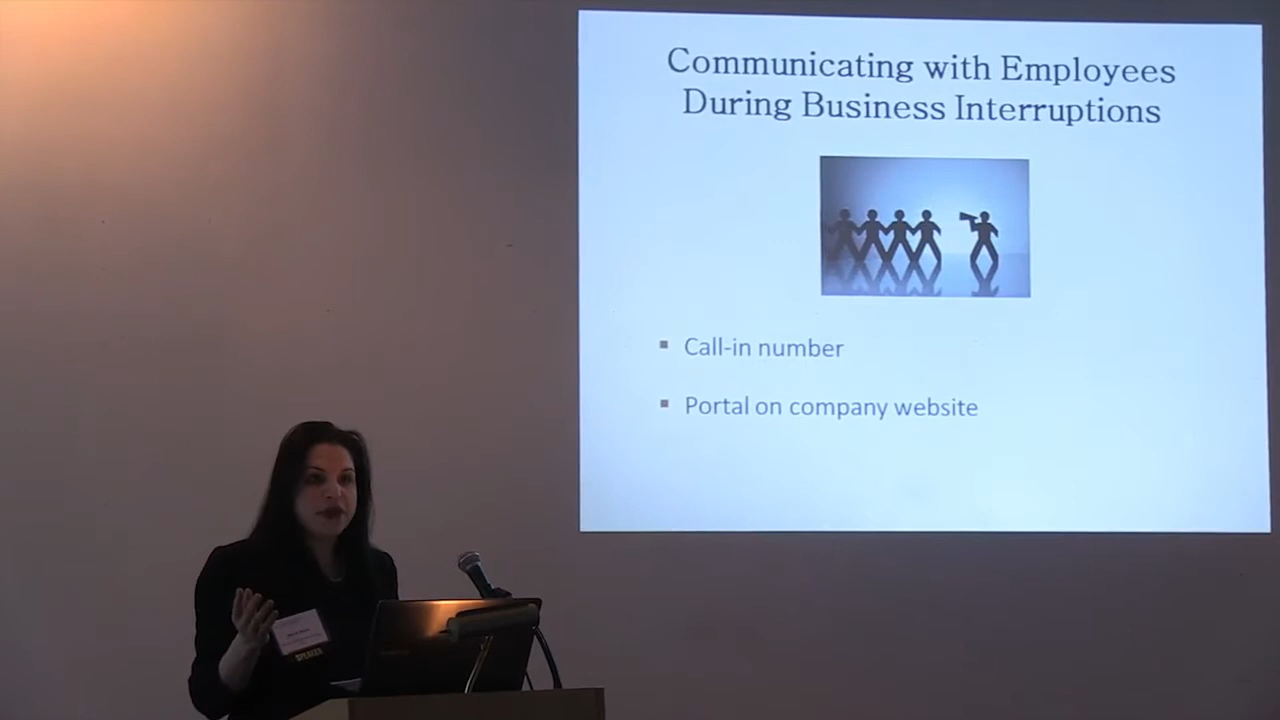 Communicating with Employees
During Business Interruptions
Call-in number
Portal on company website
SPEAKER